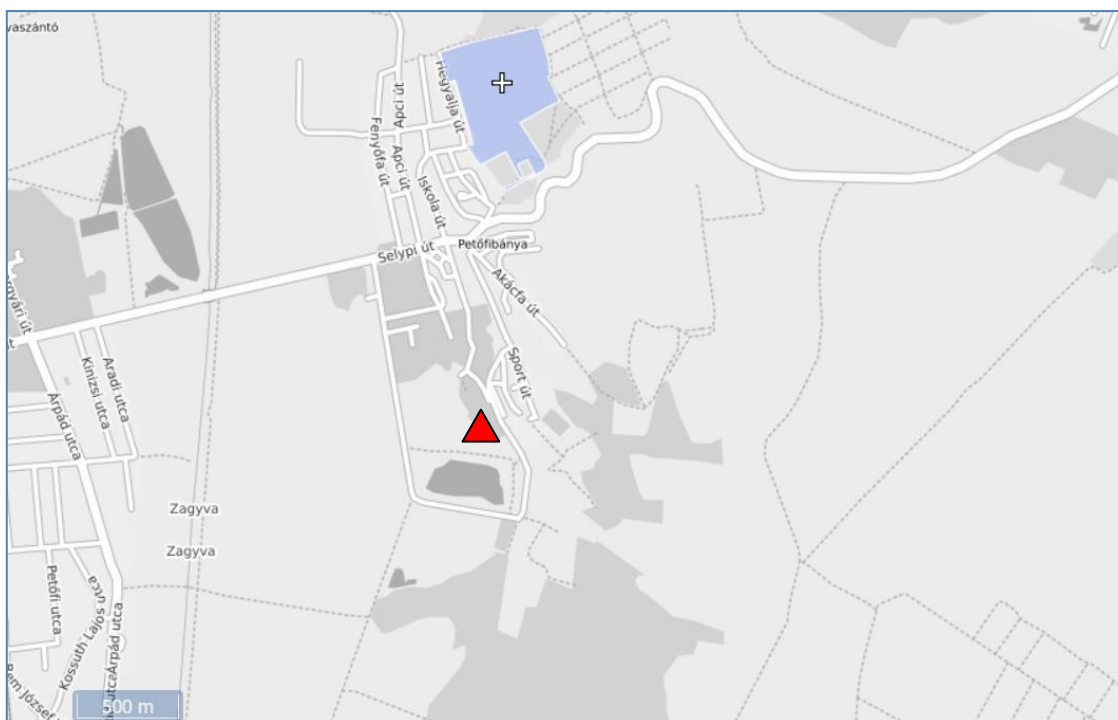 vaszántó
Hegyalja út
Apci út
Fenyőfa út
Apci út
Iskola út
Petőfibánya
Selypi út
Akácfa út
Sport út
Aradi utca
Kinizsi utca
Árpád utca
Zagyva
Zagyva
Petőfi utca
Kossuth Lajos utca
Árpád utca
500 m